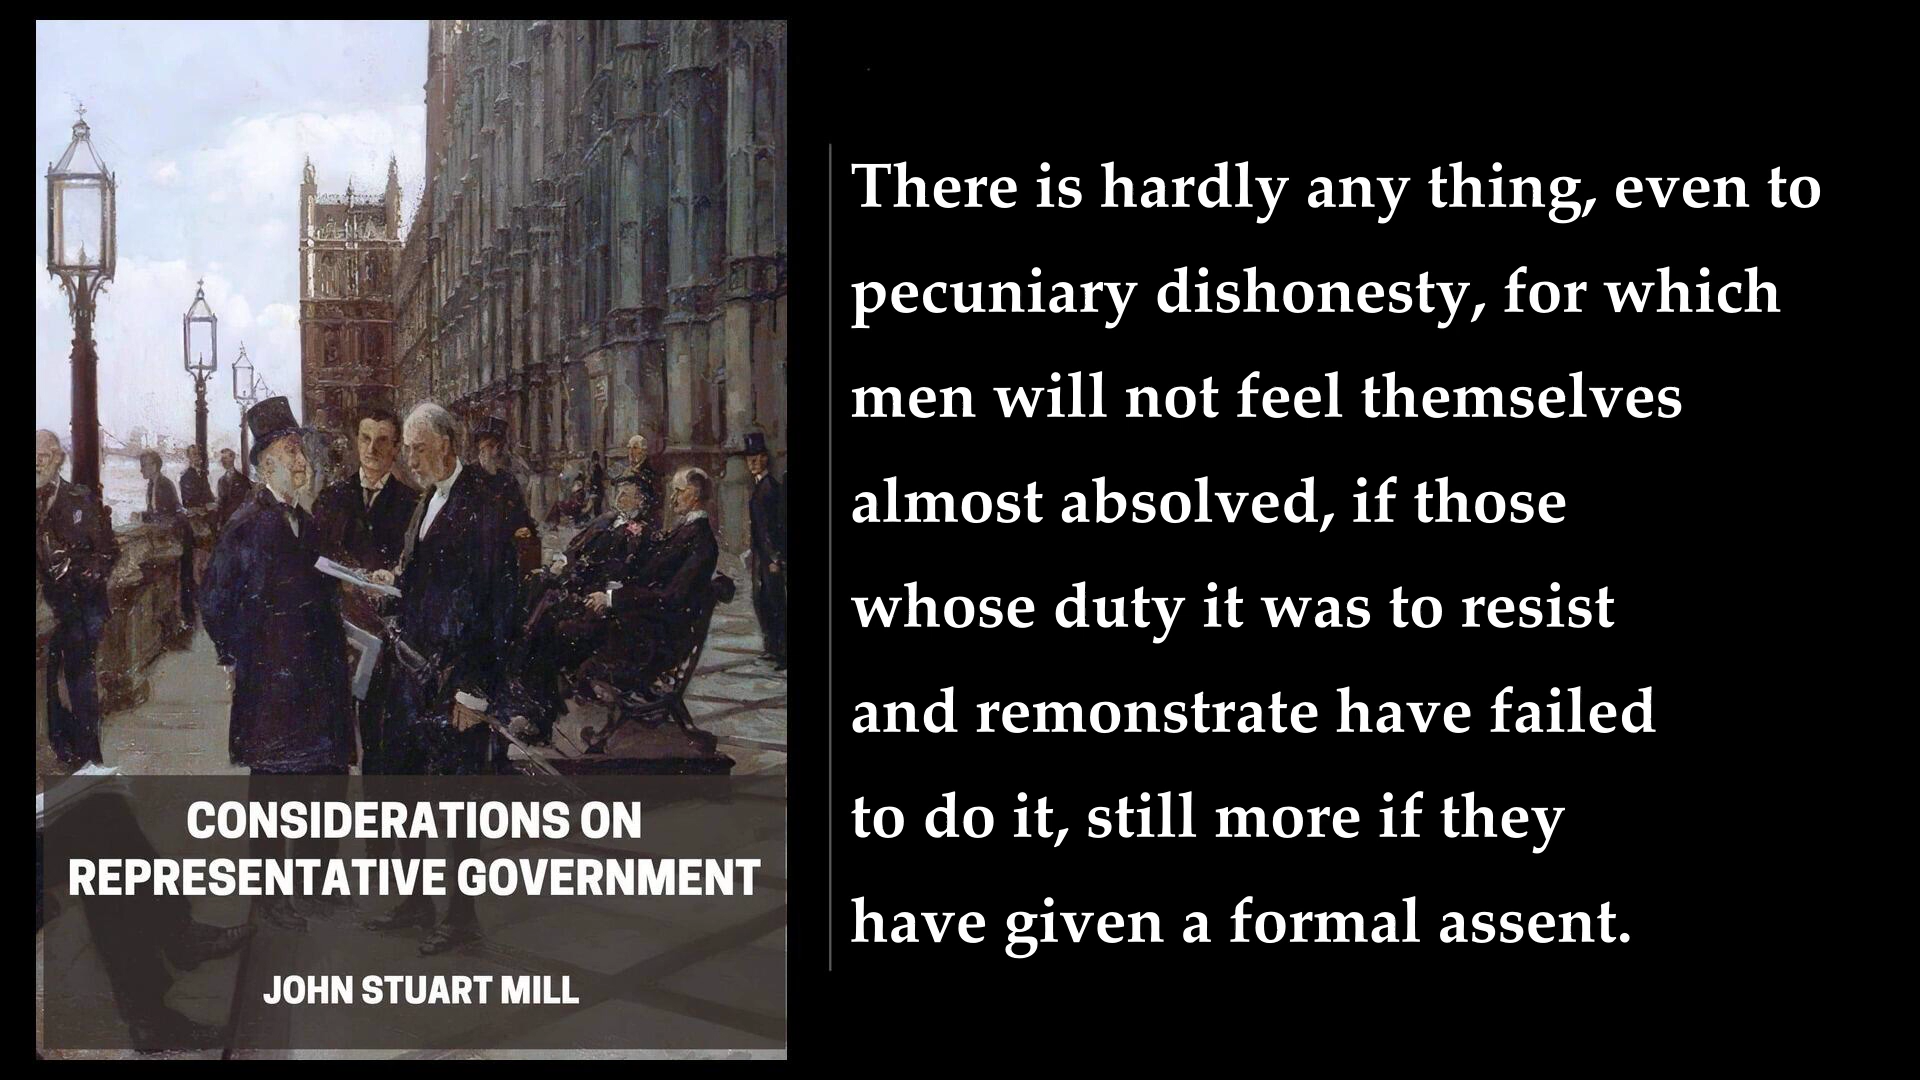 CONSIDERATIONS ON
REPRESENTATIVE GOVERNMENT
JOHN STUART MILL
There is hardly any thing, even to
pecuniary dishonesty, for which
men will not feel themselves
almost absolved, if those
whose duty it was to resist
and remonstrate have failed
to do it, still more if they
have given a formal assent.